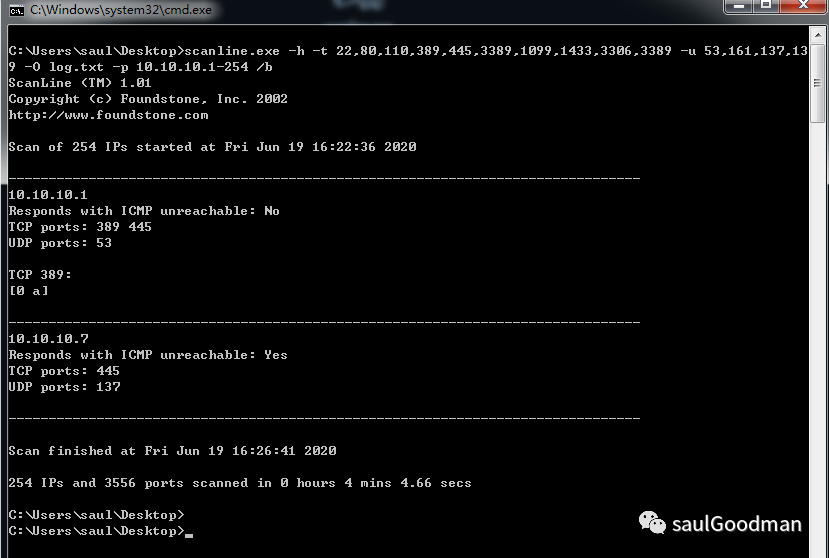 C:\Windows\system32\cmd.exe
C:\Users\saul\Desktop>scanline.exe -h -t 22,80,110,389,445,3389,1099,1433,3306,3389 -u 53,161,137,13
9 -O log.txt -p 10.10.10.1-254 /b
ScanLine (TM) 1.01
Copyright (c) Foundstone, Inc. 2002
http://www.foundstone.com
Scan of 254 IPs started at Fri Jun 19 16:22:36 2020
-------------------------------------------------------------------------------
10.10.10.1
Responds with ICMP unreachable: No
TCP ports: 389 445
UDP ports: 53
TCP 389:
[0 a]
-------------------------------------------------------------------------------
10.10.10.7
Responds with ICMP unreachable: Yes
TCP ports: 445
UDP ports: 137
-------------------------------------------------------------------------------
Scan finished at Fri Jun 19 16:26:41 2020
254 IPs and 3556 ports scanned in 0 hours 4 mins 4.66 secs
C:\Users\saul\Desktop>
C:\Users\saul\Desktop>_
saulGoodman